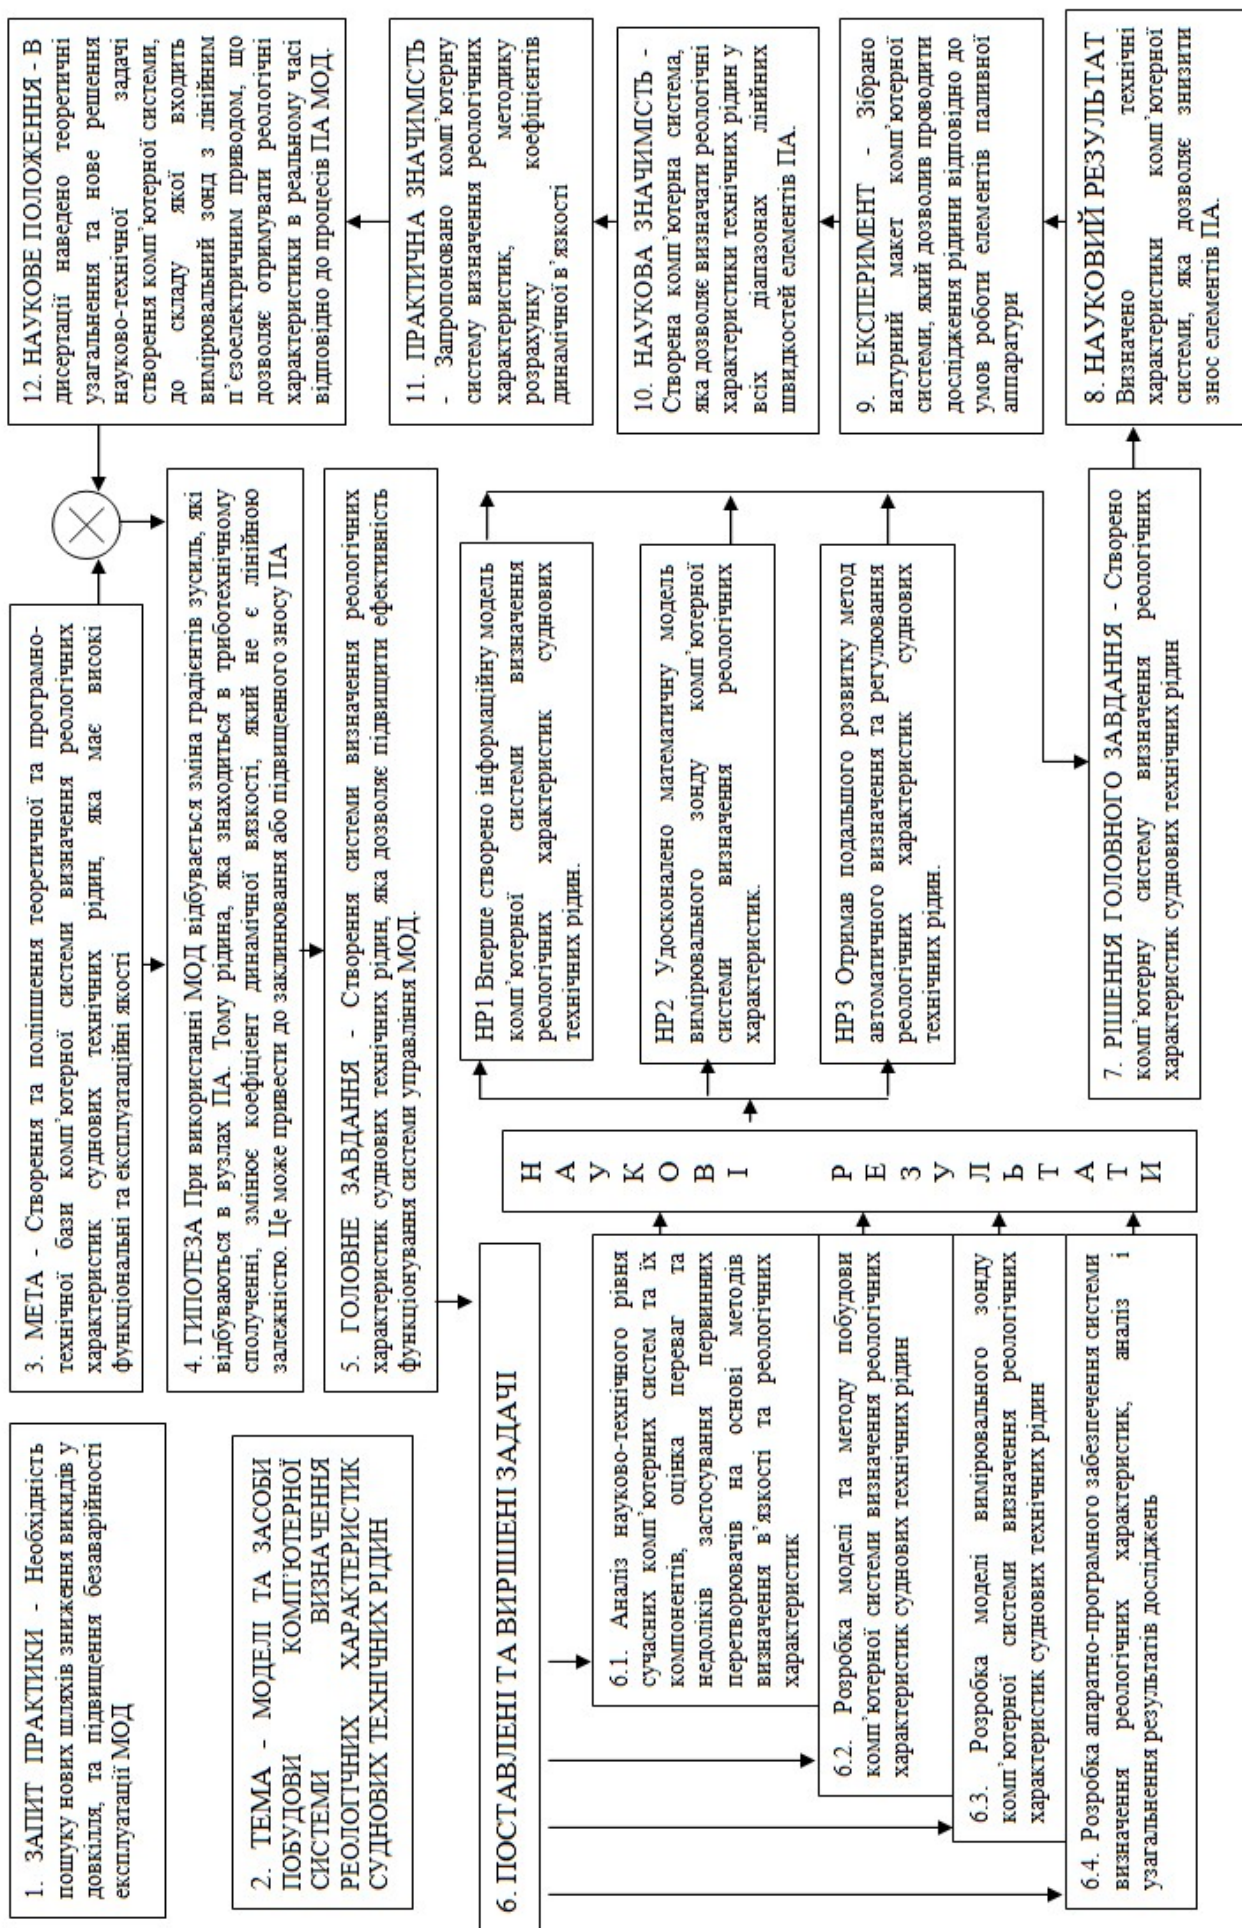 1. ЗАПИТ ПРАКТИКИ - Необхідність
пошуку нових шляхів зниження викидів у
довкілля, та підвищення безаварійності
експлуатації МОД
2. ТЕМА - МОДЕЛІ ТА ЗАСОБИ
ПОБУДОВИ КОМП'ЮТЕРНОЇ
СИСТЕМИ ВИЗНАЧЕННЯ
РЕОЛОГІЧНИХ ХАРАКТЕРИСТИК
СУДНОВИХ ТЕХНІЧНИХ РІДИН
3. МЕТА - Створення та поліпшення теоретичної та програмно-
технічної бази комп'ютерної системи визначення реологічних
характеристик суднових технічних рідин, яка має високі
функціональні та експлуатаційні якості
4. ГИПОТЕЗА При використані МОД відбувається зміна градієнтів зусиль, які
відбуваються в вузлах ПА. Тому рідина, яка знаходиться в триботехнічному
сполученні, змінює коефіцієнт динамічної вязкості, який не є лінійною
залежністю. Це може привести до заклинювання або підвищенного зносу ПА
5. ГОЛОВНЕ ЗАВДАННЯ - Створення системи визначення реологічних
характеристик суднових технічних рідин, яка дозволяє підвищити ефективність
функціонування системи управління МОД.
6. ПОСТАВЛЕНІ ТА ВИРІШЕНІ ЗАДАЧІ
6.1. Аналіз науково-технічного рівня
сучасних комп'ютерних систем та їх
компонентів, оцінка переваг та
недоліків застосування первинних
перетворювачів на основі методів
визначення в'язкості та реологічних
характеристик
6.2. Розробка моделі та методу побудови
комп'ютерної системи визначення реологічних
характеристик суднових технічних рідин
6.3. Розробка моделі вимірювального зонду
комп'ютерної системи визначення реологічних
характеристик суднових технічних рідин
6.4. Розробка апаратно-програмного забезпечення системи
визначення реологічних характеристик, аналіз і
узагальнення результатів досліджень
НАУКОВІ РЕЗУЛЬТАТИ
НР1 Вперше створено інформаційну модель
комп'ютерної системи визначення
реологічних характеристик суднових
технічних рідин.
НР2 Удосконалено математичну модель
вимірювального зонду комп'ютерної
системи визначення реологічних
характеристик.
НР3 Отримав подальшого розвитку метод
автоматичного визначення та регулювання
реологічних характеристик суднових
технічних рідин.
7. РІШЕННЯ ГОЛОВНОГО ЗАВДАННЯ - Створено
комп'ютерну систему визначення реологічних
характеристик суднових технічних рідин
8. НАУКОВИЙ РЕЗУЛЬТАТ
Визначено технічні
характеристики комп'ютерної
системи, яка дозволяє знизити
знос елементів ПА.
9. ЕКСПЕРИМЕНТ - Зібрано
натурний макет комп'ютерної
системи, який дозволив проводити
дослідження рідини відповідно до
умов роботи елементів паливної
аппаратури
10. НАУКОВА ЗНАЧИМІСТЬ -
Створена комп'ютерна система,
яка дозволяє визначати реологічні
характеристики технічних рідин у
всіх діапазонах лінійних
швидкостей елементів ПА.
11. ПРАКТИЧНА ЗНАЧИМІСТЬ
- Запропоновано комп'ютерну
систему визначення реологічних
характеристик, методику
розрахунку коефіцієнтів
динамічної в'язкості
12. НАУКОВЕ ПОЛОЖЕННЯ - В
дисертації наведено теоретичні
узагальнення та нове решення
науково-технічної задачі
створення комп'ютерної системи,
до складу якої входить
вимірювальний зонд з лінійним
п'єзоелектричним приводом, що
дозволяє отримувати реологічні
характеристики в реальному часі
відповідно до процесів ПА МОД.